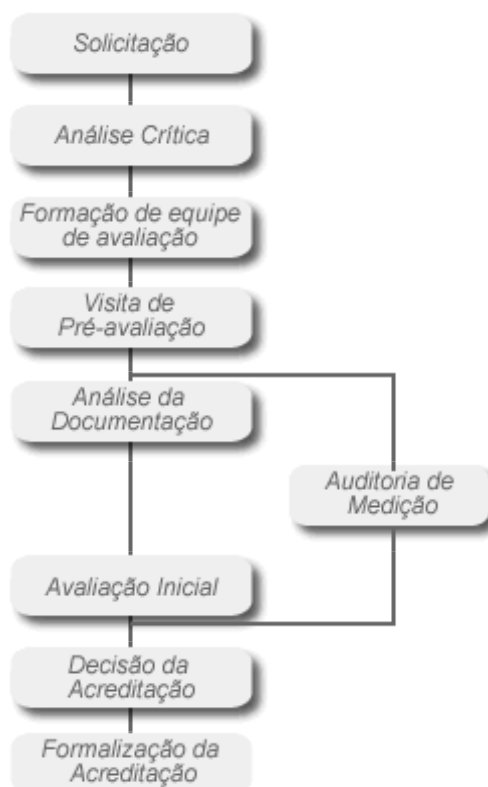 Solicitação
Análise Crítica
Formação de equipe
de avaliação
Visita de
Pré-avaliação
Análise da
Documentação
Auditoria de
Medição
Avaliação Inicial
Decisão da
Acreditação
Formalização da
Acreditação